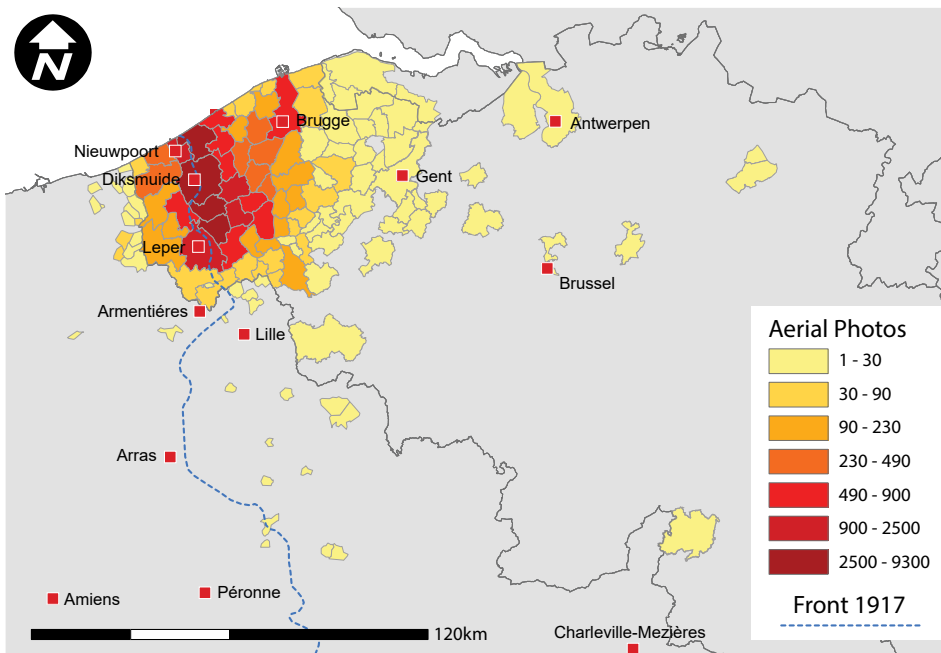 N
Brugge
Antwerpen
Nieuwpoort
Diksmuide
Gent
Leper
Brussel
Armentiéres
Lille
Aerial Photos
1 - 30
30 - 90
90 - 230
230 - 490
490 - 900
900 - 2500
2500 - 9300
Front 1917
Arras
Amiens
Péronne
120km
Charleville-Mezières